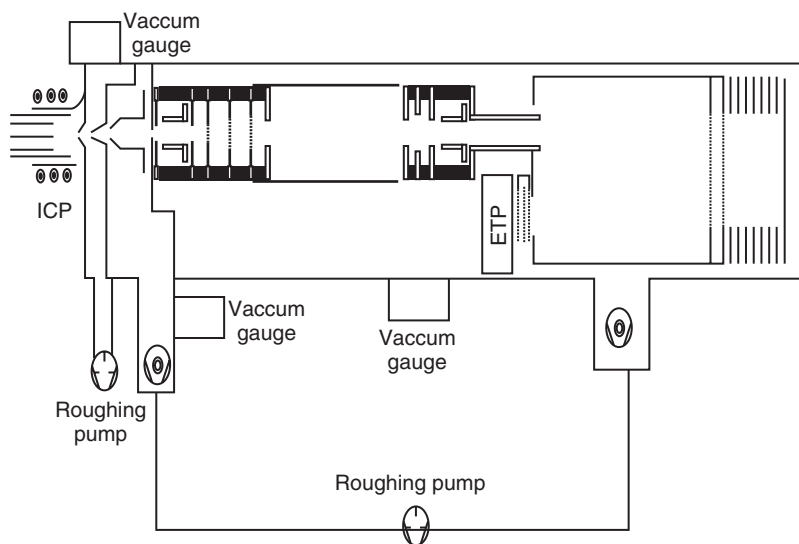 Vaccum
gauge
ICP
ETP
Vaccum
gauge
Vaccum
gauge
Roughing
pump
Roughing pump